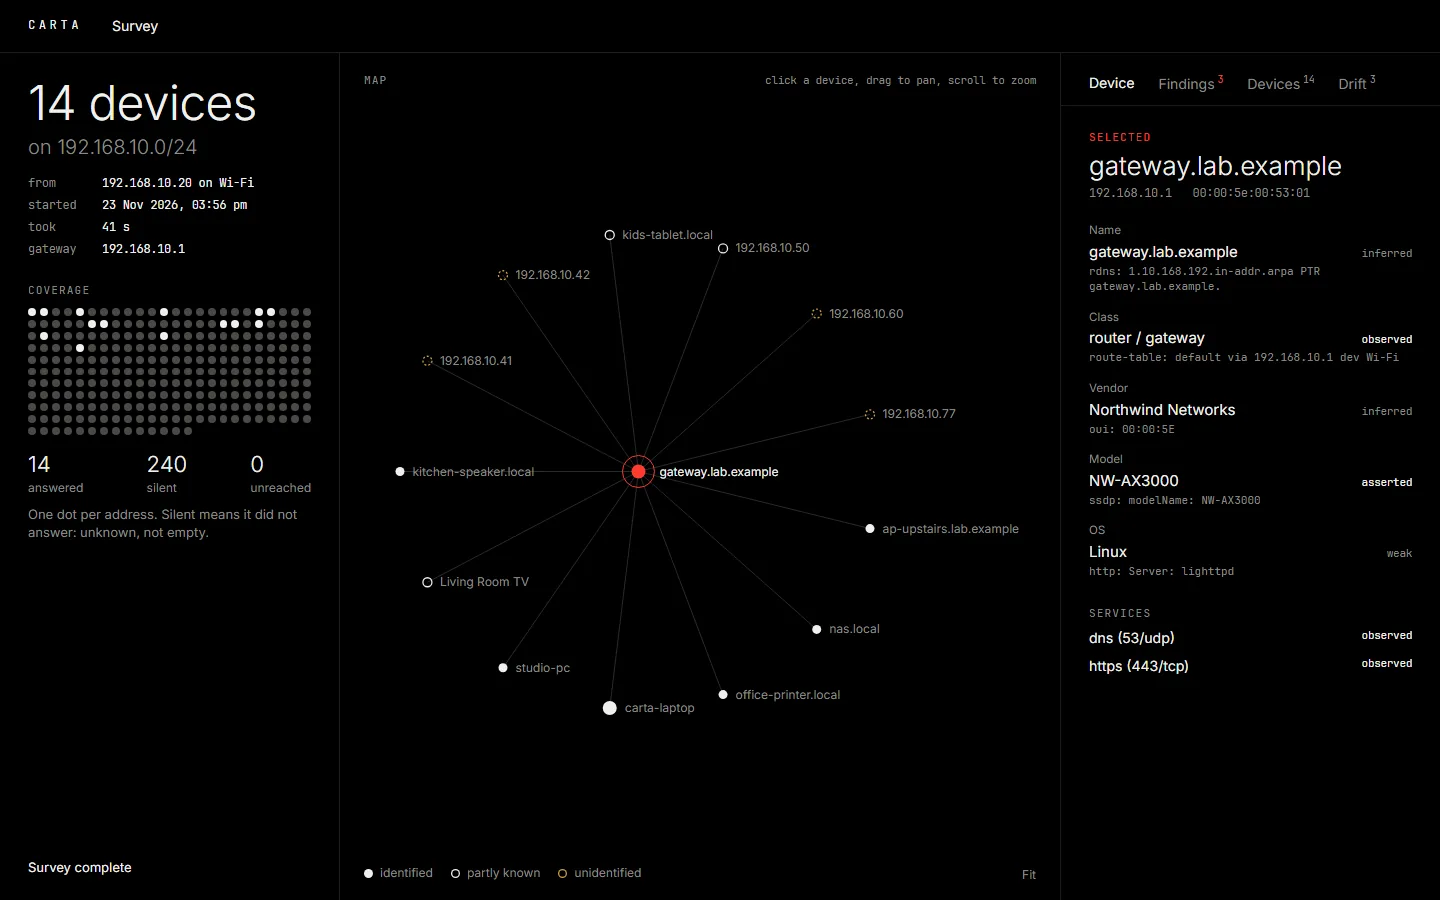 CARTA
Survey
14 devices
on 192.168.10.0/24
from 192.168.10.20 on Wi-Fi
started 23 Nov 2026, 03:56 pm
took 41 s
gateway 192.168.10.1
COVERAGE
14 240 0
answered silent unreached
One dot per address. Silent means it did not
answer: unknown, not empty.
Survey complete
MAP
click a device, drag to pan, scroll to zoom
kids-tablet.local
192.168.10.50
192.168.10.42
192.168.10.60
192.168.10.41
192.168.10.77
kitchen-speaker.local
gateway.lab.example
ap-upstairs.lab.example
Living Room TV
nas.local
studio-pc
office-printer.local
carta-laptop
identified partly known unidentified
Fit
Device Findings 3 Devices 14 Drift 3
SELECTED
gateway.lab.example
192.168.10.1 00:00:5e:00:53:01
Name
gateway.lab.example inferred
rdns: 1.10.168.192.in-addr.arpa PTR
gateway.lab.example.
Class
router / gateway observed
route-table: default via 192.168.10.1 dev Wi-Fi
Vendor
Northwind Networks inferred
oui: 00:00:5E
Model
NW-AX3000 asserted
ssdp: modelName: NW-AX3000
OS
Linux weak
http: Server: lighttpd
SERVICES
dns (53/udp) observed
https (443/tcp) observed